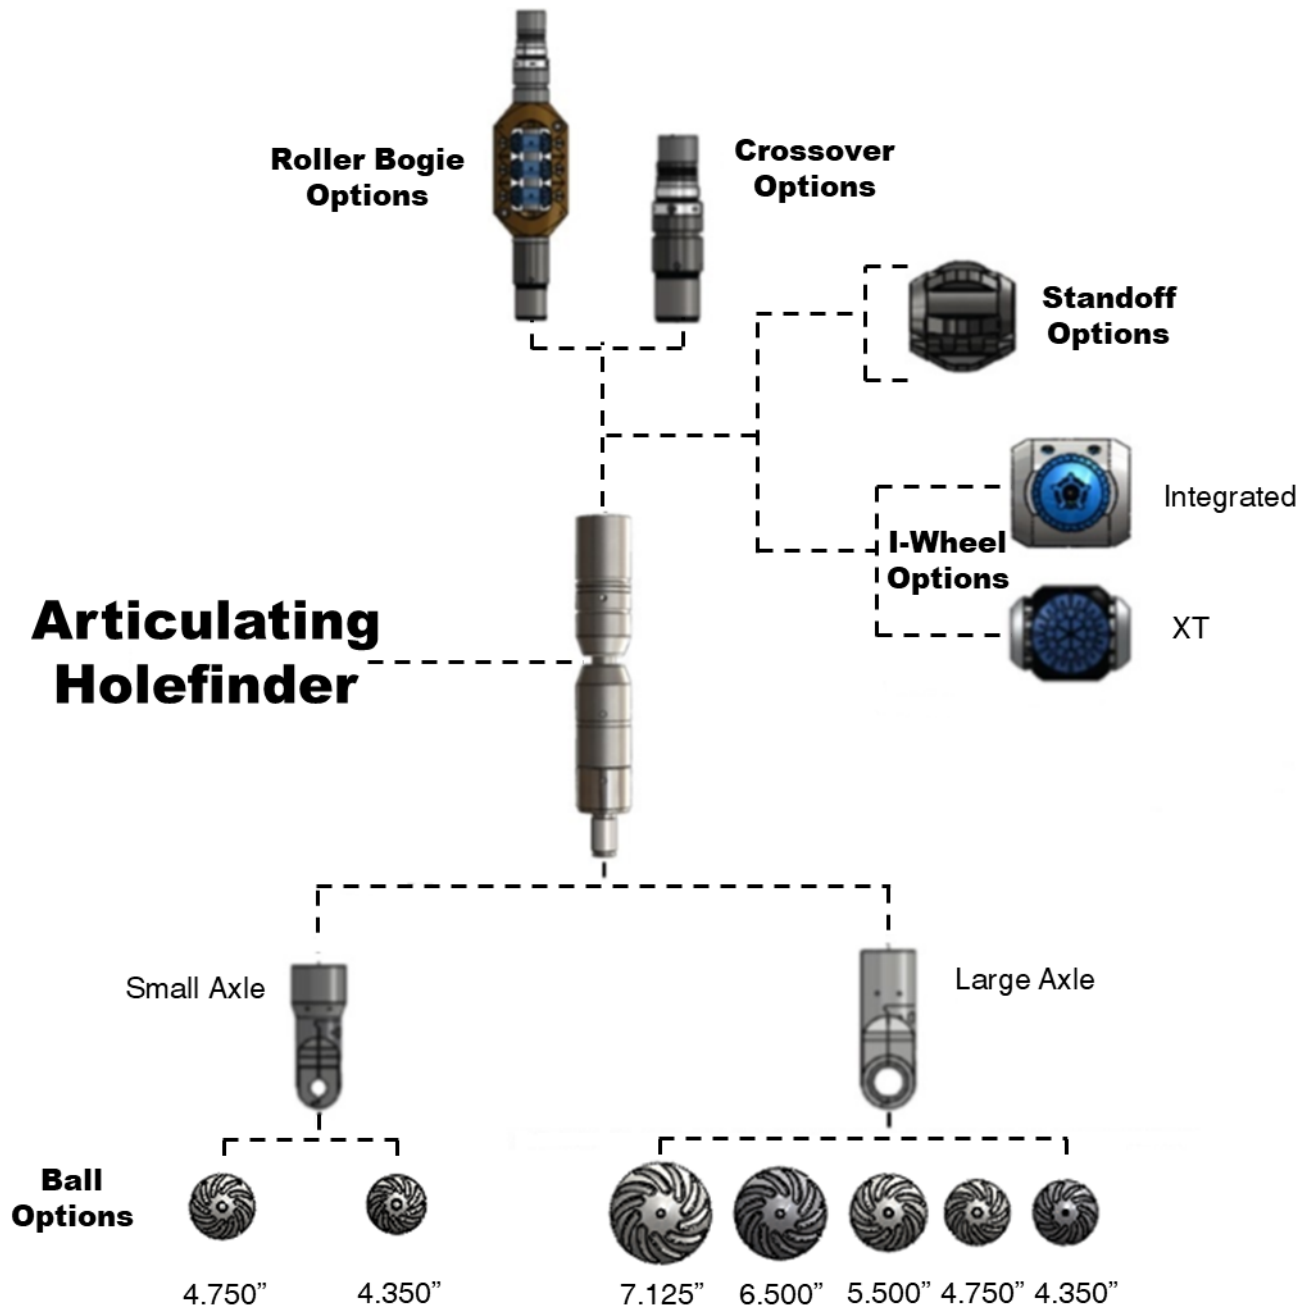 Roller Bogie
Options
Crossover
Options
Standoff
Options
Integrated
I-Wheel
Options
XT
Articulating
Holefinder
Small Axle
Large Axle
Ball
Options
4.750”
4.350”
7.125”
6.500”
5.500”
4.750”
4.350”